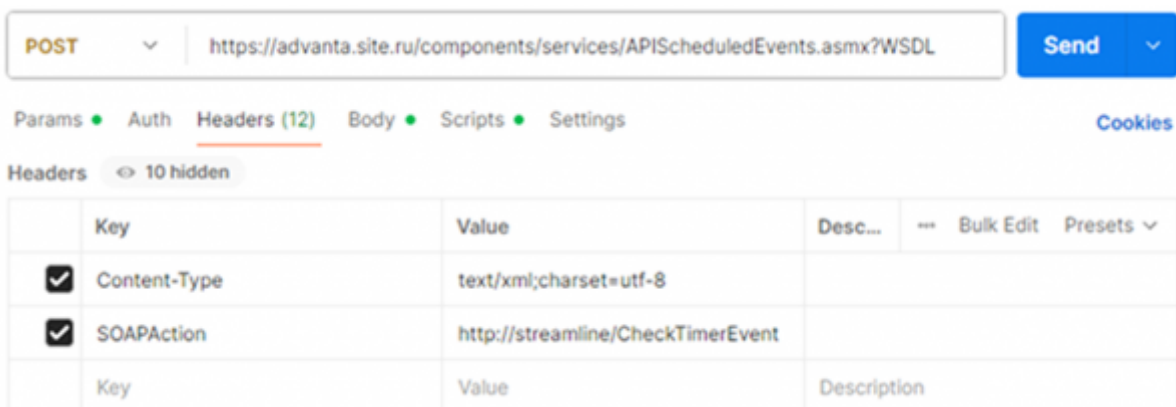 POST https://advanta.site.ru/components/services/APIScheduledEvents.asmx?WSDL Send
Params Auth Headers (12) Body Scripts Settings Cookies
Headers 10 hidden
Key Value Desc... Bulk Edit Presets
Content-Type text/xml;charset=utf-8
SOAPAction http://streamline/CheckTimerEvent
Key Value Description